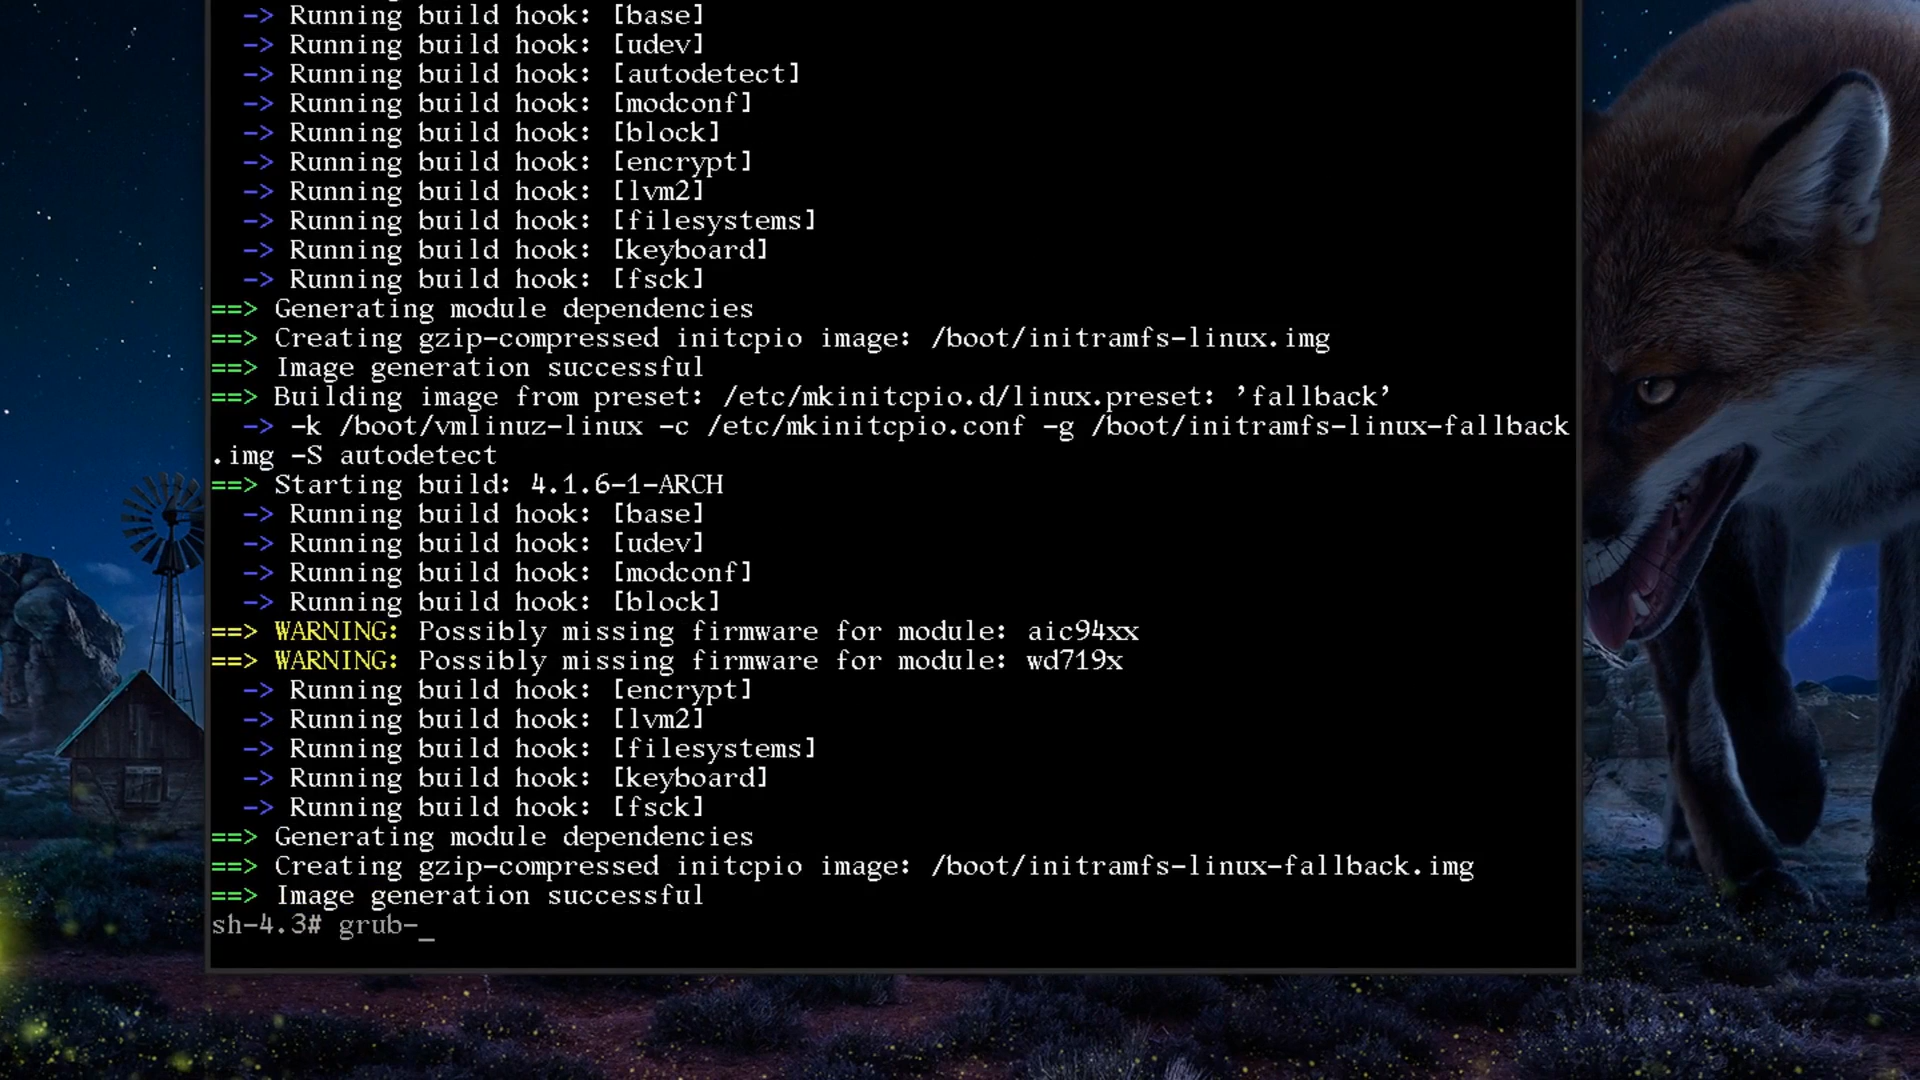 -> Running build hook: [base]
-> Running build hook: [udev]
-> Running build hook: [autodetect]
-> Running build hook: [modconf]
-> Running build hook: [block]
-> Running build hook: [encrypt]
-> Running build hook: [lvm2]
-> Running build hook: [filesystems]
-> Running build hook: [keyboard]
-> Running build hook: [fsck]
==> Generating module dependencies
==> Creating gzip-compressed initcpio image: /boot/initramfs-linux.img
==> Image generation successful
==> Building image from preset: /etc/mkinitcpio.d/linux.preset: 'fallback'
-> -k /boot/vmlinuz-linux -c /etc/mkinitcpio.conf -g /boot/initramfs-linux-fallback
.img -S autodetect
==> Starting build: 4.1.6-1-ARCH
-> Running build hook: [base]
-> Running build hook: [udev]
-> Running build hook: [modconf]
-> Running build hook: [block]
==> WARNING: Possibly missing firmware for module: aic94xx
==> WARNING: Possibly missing firmware for module: wd719x
-> Running build hook: [encrypt]
-> Running build hook: [lvm2]
-> Running build hook: [filesystems]
-> Running build hook: [keyboard]
-> Running build hook: [fsck]
==> Generating module dependencies
==> Creating gzip-compressed initcpio image: /boot/initramfs-linux-fallback.img
==> Image generation successful
sh-4.3# grub-_